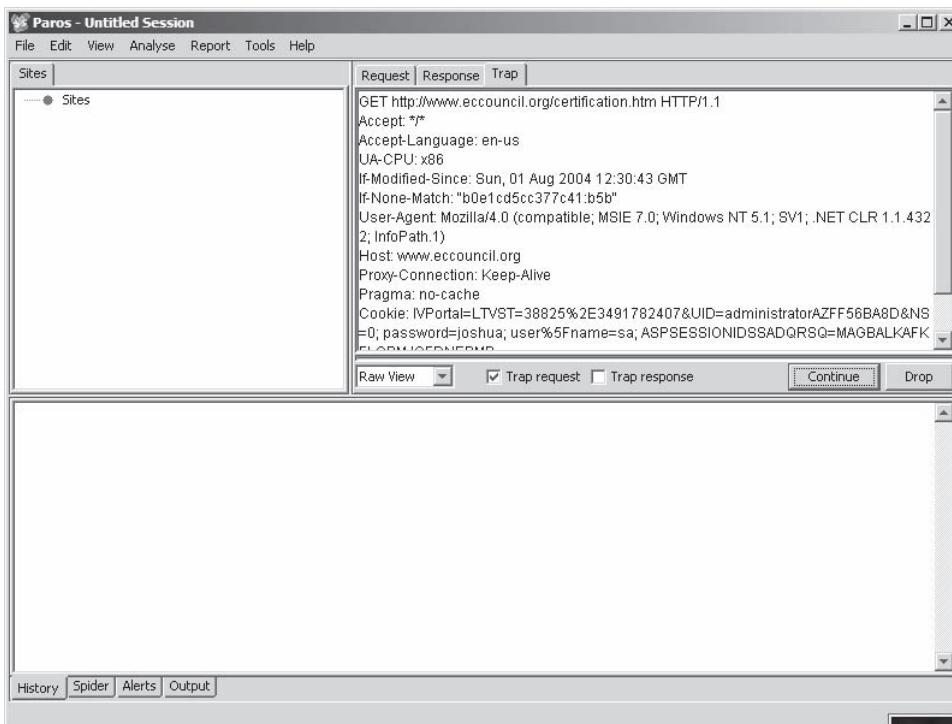 Paros - Untitled Session
File Edit View Analyse Report Tools Help
Sites
Sites
Request Response Trap
GET http://www.eccouncil.org/certification.htm HTTP/1.1
Accept: */*
Accept-Language: en-us
UA-CPU: x86
If-Modified-Since: Sun, 01 Aug 2004 12:30:43 GMT
If-None-Match: "b0e1cd5cc377c41:b5b"
User-Agent: Mozilla/4.0 (compatible; MSIE 7.0; Windows NT 5.1; SV1; .NET CLR 1.1.432
2; InfoPath.1)
Host: www.eccouncil.org
Proxy-Connection: Keep-Alive
Pragma: no-cache
Cookie: IVPortal=LTVST=38825%2E3491782407&UID=administratorAZFF56BA8D&NS
=0; password=joshua; user%5Fname=sa; ASPSESSIONIDSSADQRSQ=MAGBALKAFK
Raw View Trap request Trap response Continue Drop
History Spider Alerts Output